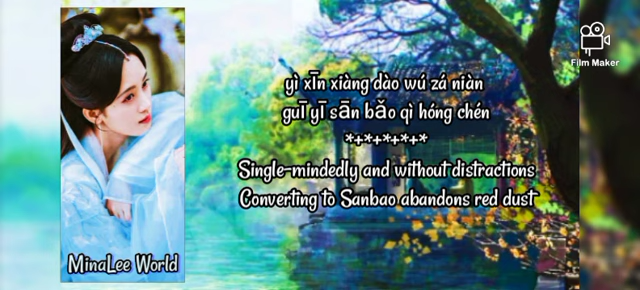 Film Maker
yì xīn xiàng dào wú zá niàn
guī yī sān bǎo qì hóng chén
*+*+*+*+*
Single-mindedly and without distractions
Converting to Sanbao abandons red dust
MinaLee World